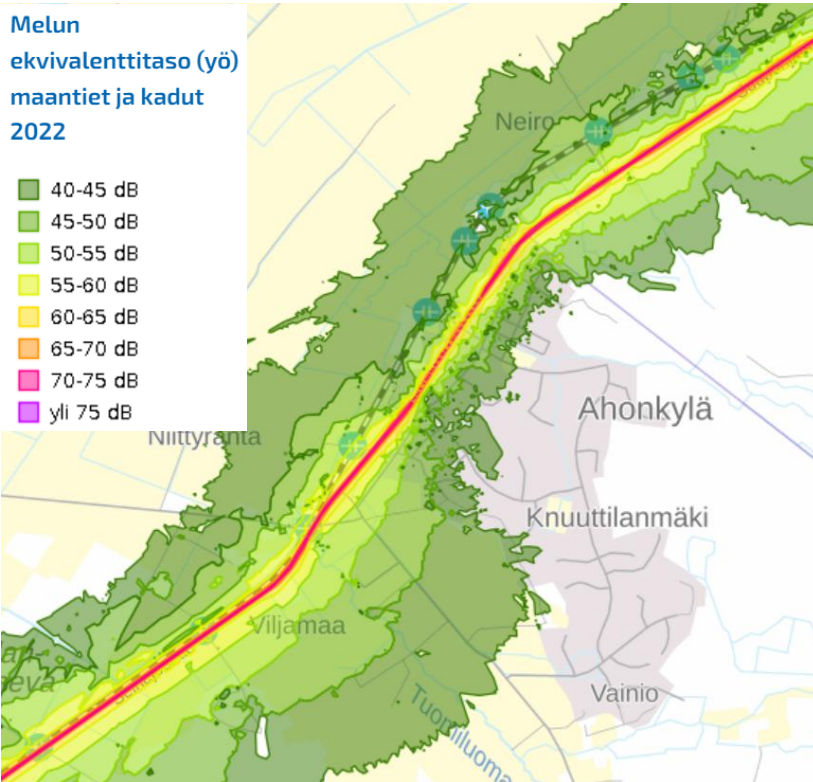 Melun
ekvivalenttitaso (yö)
maantiet ja kadut
2022
40-45 dB
45-50 dB
50-55 dB
55-60 dB
60-65 dB
65-70 dB
70-75 dB
yli 75 dB
Neiro
Ahonkylä
Niittyranta
Knuuttilanmäki
Viljamaa
Vainio
Tuomiluoma